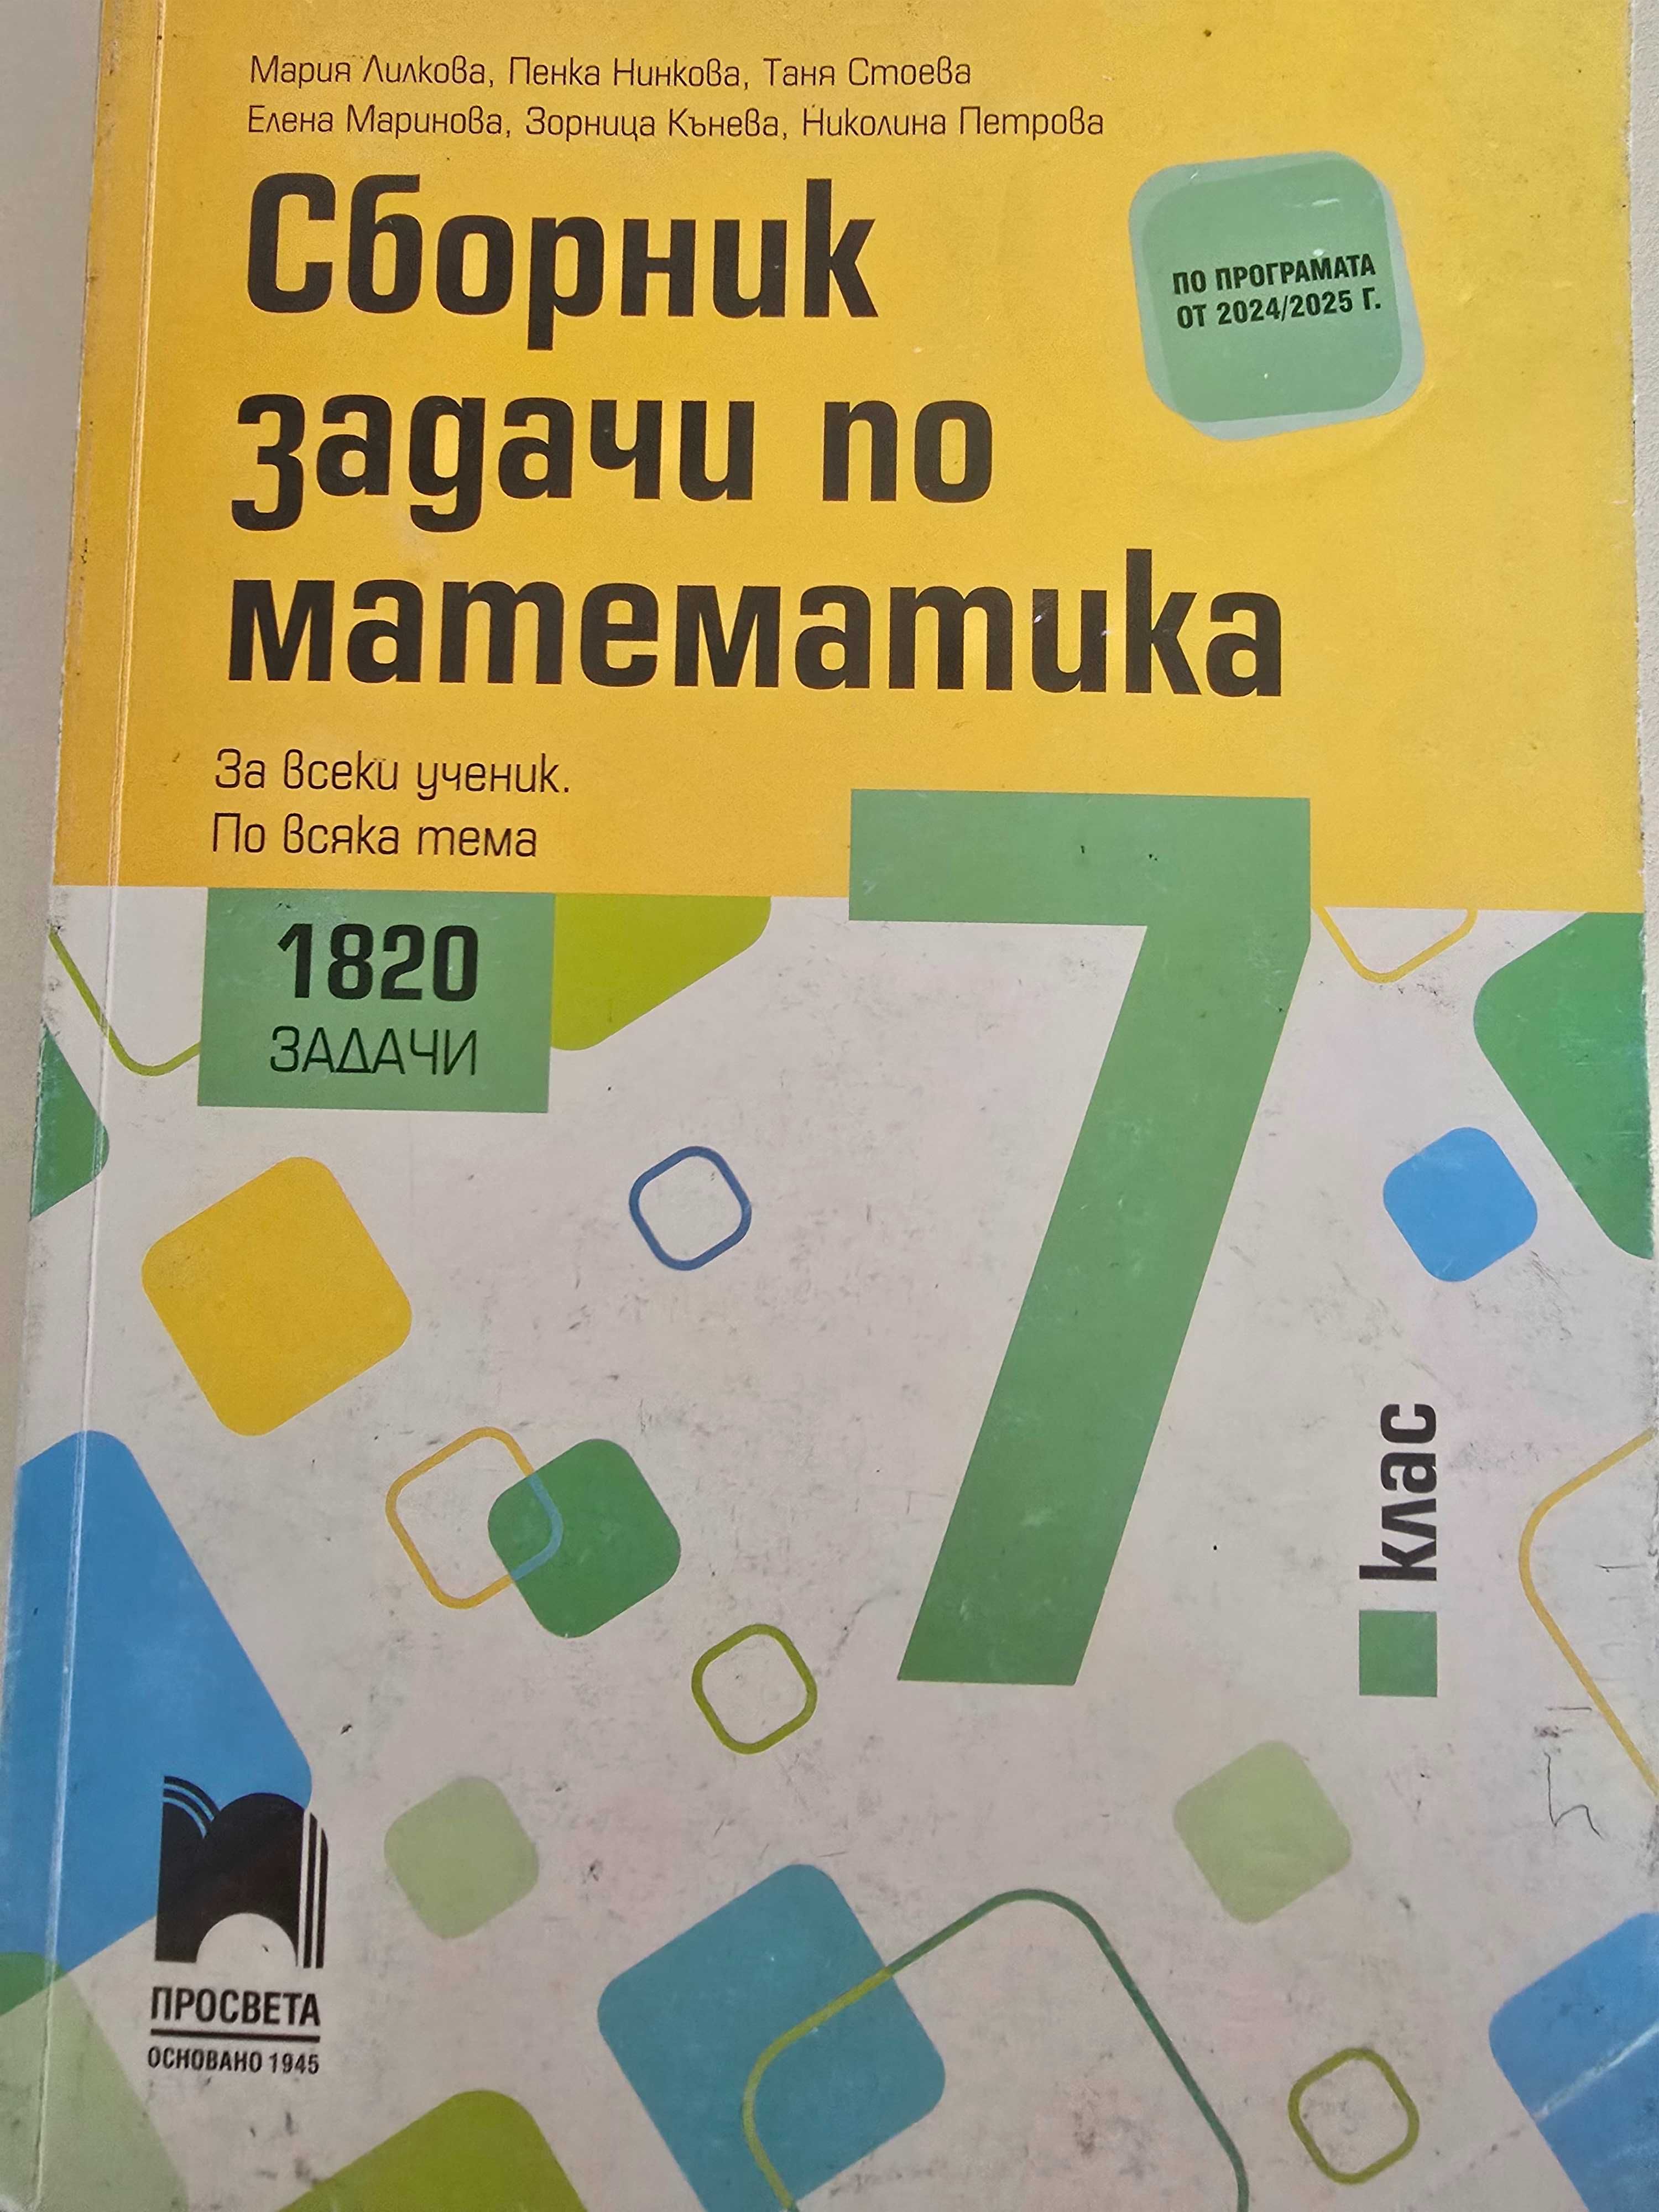 Мария Лилкова, Пенка Нинкова, Таня Стоева
Елена Маринова, Зорница Кънева, Николина Петрова
Сборник
задачи по
математика
ПО ПРОГРАМАТА
ОТ 2024/2025 Г.
За всеки ученик.
По всяка тема
1820
ЗАДАЧИ
7
клас
ПРОСВЕТА
ОСНОВАНО 1945